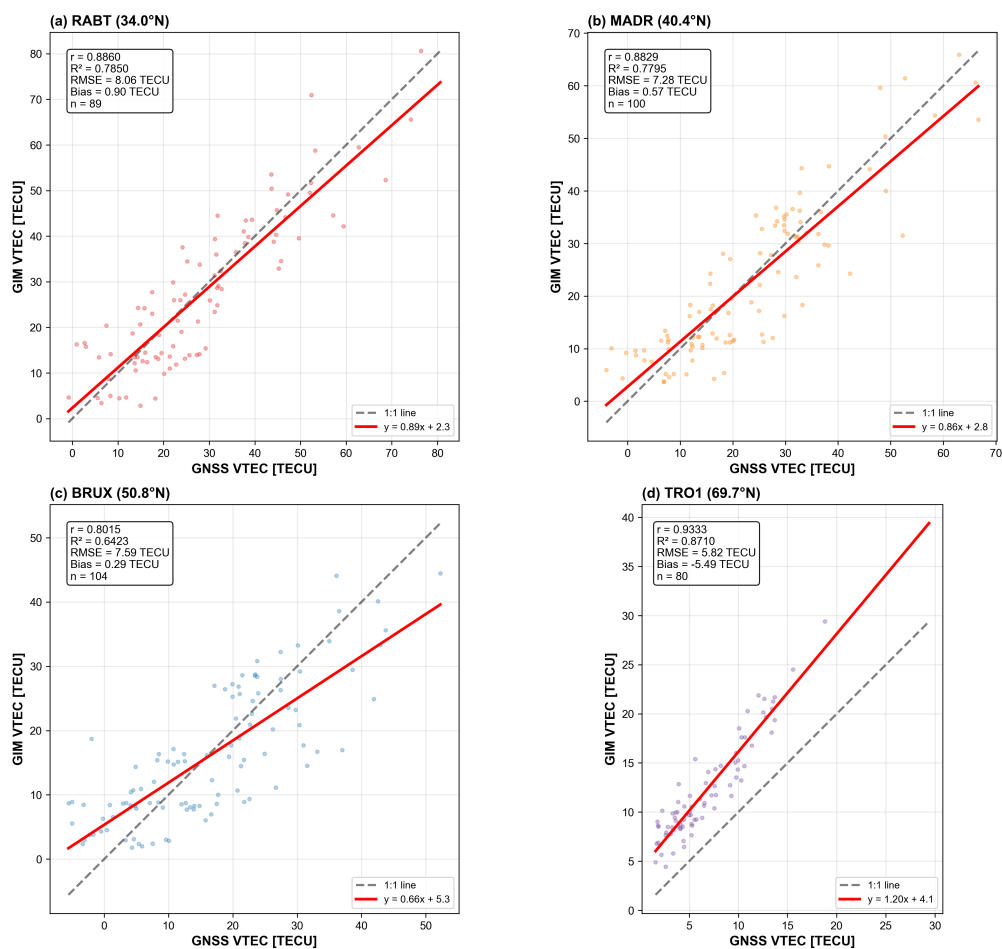 (a) RABT (34.0°N)
r = 0.8860
R² = 0.7850
RMSE = 8.06 TECU
Bias = 0.90 TECU
n = 89
80
70
60
50
40
30
20
10
0
GIM VTEC [TECU]
1:1 line
y = 0.89x + 2.3
0 10 20 30 40 50 60 70 80
GNSS VTEC [TECU]
(b) MADR (40.4°N)
r = 0.8829
R² = 0.7795
RMSE = 7.28 TECU
Bias = 0.57 TECU
n = 100
70
60
50
40
30
20
10
0
GIM VTEC [TECU]
1:1 line
y = 0.86x + 2.8
0 10 20 30 40 50 60 70
GNSS VTEC [TECU]
(c) BRUX (50.8°N)
r = 0.8015
R² = 0.6423
RMSE = 7.59 TECU
Bias = 0.29 TECU
n = 104
50
40
30
20
10
0
GIM VTEC [TECU]
1:1 line
y = 0.66x + 5.3
0 10 20 30 40 50
GNSS VTEC [TECU]
(d) TRO1 (69.7°N)
r = 0.9333
R² = 0.8710
RMSE = 5.82 TECU
Bias = -5.49 TECU
n = 80
40
35
30
25
20
15
10
5
0
GIM VTEC [TECU]
1:1 line
y = 1.20x + 4.1
5 10 15 20 25 30
GNSS VTEC [TECU]